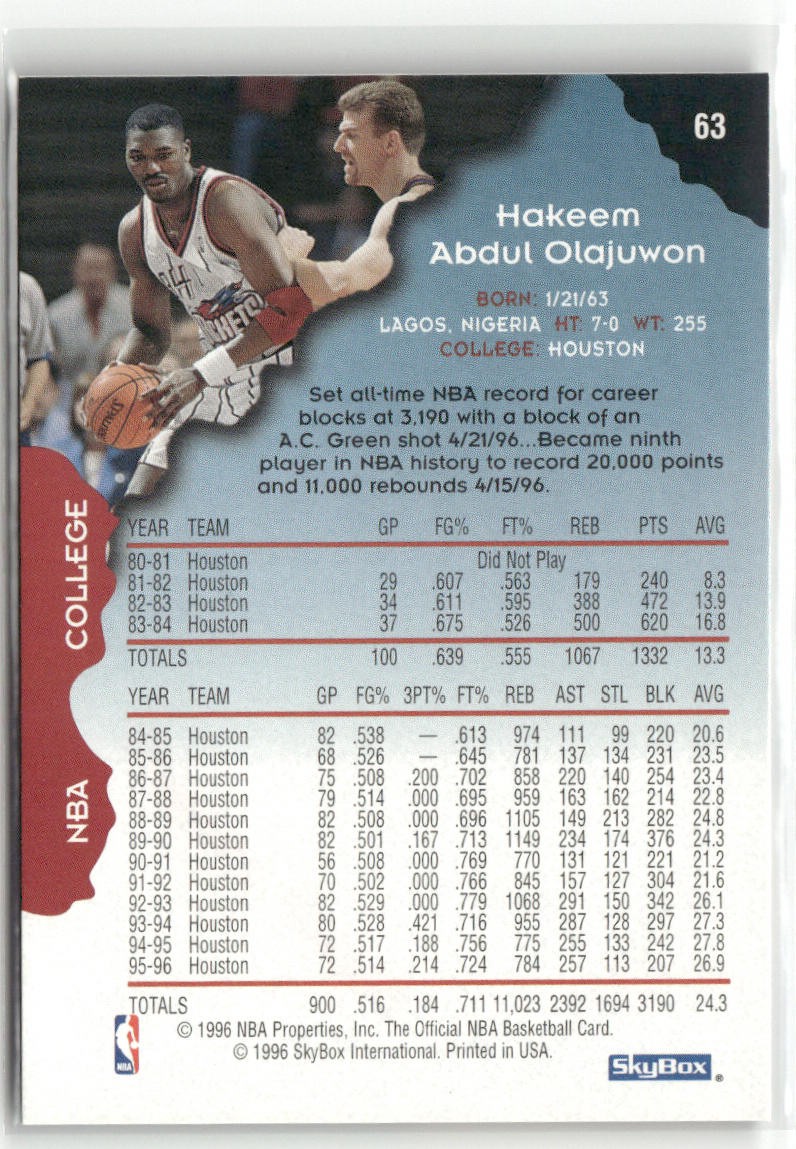 63
Hakeem
Abdul Olajuwon
BORN: 1/21/63
LAGOS, NIGERIA HT: 7-0 WT: 255
COLLEGE: HOUSTON
Set all-time NBA record for career
blocks at 3,190 with a block of an
A.C. Green shot 4/21/96...Became ninth
player in NBA history to record 20,000 points
and 11,000 rebounds 4/15/96.
COLLEGE
YEAR TEAM GP FG% FT% REB PTS AVG
80-81 Houston Did Not Play
81-82 Houston 29 .607 .563 179 240 8.3
82-83 Houston 34 .611 .595 388 472 13.9
83-84 Houston 37 .675 .526 500 620 16.8
TOTALS 100 .639 .555 1067 1332 13.3
NBA
YEAR TEAM GP FG% 3PT% FT% REB AST STL BLK AVG
84-85 Houston 82 .538 — .613 974 111 99 220 20.6
85-86 Houston 68 .526 — .645 781 137 134 231 23.5
86-87 Houston 75 .508 .200 .702 858 220 140 254 23.4
87-88 Houston 79 .514 .000 .695 959 163 162 214 22.8
88-89 Houston 82 .508 .000 .696 1105 149 213 282 24.8
89-90 Houston 82 .501 .167 .713 1149 234 174 376 24.3
90-91 Houston 56 .508 .000 .769 770 131 121 221 21.2
91-92 Houston 70 .502 .000 .766 845 157 127 304 21.6
92-93 Houston 82 .529 .000 .779 1068 291 150 342 26.1
93-94 Houston 80 .528 .421 .716 955 287 128 297 27.3
94-95 Houston 72 .517 .188 .756 775 255 133 242 27.8
95-96 Houston 72 .514 .214 .724 784 257 113 207 26.9
TOTALS 900 .516 .184 .711 11,023 2392 1694 3190 24.3
© 1996 NBA Properties, Inc. The Official NBA Basketball Card.
© 1996 SkyBox International. Printed in USA.
NBA
SkyBox ®